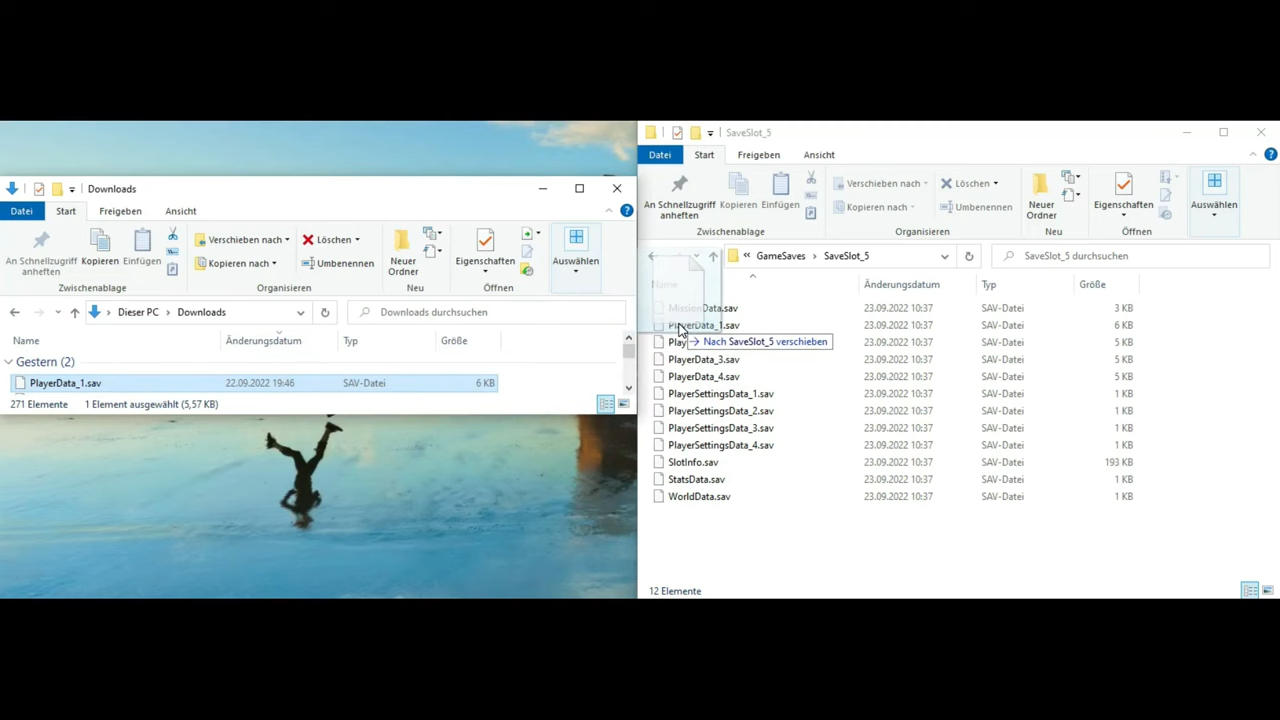 Downloads
Datei Start Freigeben Ansicht
An Schnellzugriff anheften
Kopieren
Einfügen
Verschieben nach
Kopieren nach
Löschen
Umbenennen
Neuer Ordner
Eigenschaften
Auswählen
Zwischenablage Organisieren Neu Öffnen
Dieser PC Downloads
Downloads durchsuchen
Name Änderungsdatum Typ Größe
Gestern (2)
PlayerData_1.sav 22.09.2022 19:46 SAV-Datei 6 KB
271 Elemente 1 Element ausgewählt (5,57 KB)
SaveSlot_5
Datei Start Freigeben Ansicht
An Schnellzugriff anheften
Kopieren
Einfügen
Verschieben nach
Kopieren nach
Löschen
Umbenennen
Neuer Ordner
Eigenschaften
Auswählen
Zwischenablage Organisieren Neu Öffnen
« GameSaves SaveSlot_5
SaveSlot_5 durchsuchen
Name Änderungsdatum Typ Größe
MissionData.sav 23.09.2022 10:37 SAV-Datei 3 KB
PlayerData_1.sav 23.09.2022 10:37 SAV-Datei 6 KB
Play 23.09.2022 10:37 SAV-Datei 5 KB
Nach SaveSlot_5 verschieben
PlayerData_3.sav 23.09.2022 10:37 SAV-Datei 5 KB
PlayerData_4.sav 23.09.2022 10:37 SAV-Datei 5 KB
PlayerSettingsData_1.sav 23.09.2022 10:37 SAV-Datei 1 KB
PlayerSettingsData_2.sav 23.09.2022 10:37 SAV-Datei 1 KB
PlayerSettingsData_3.sav 23.09.2022 10:37 SAV-Datei 1 KB
PlayerSettingsData_4.sav 23.09.2022 10:37 SAV-Datei 1 KB
SlotInfo.sav 23.09.2022 10:37 SAV-Datei 193 KB
StatsData.sav 23.09.2022 10:37 SAV-Datei 1 KB
WorldData.sav 23.09.2022 10:37 SAV-Datei 1 KB
12 Elemente